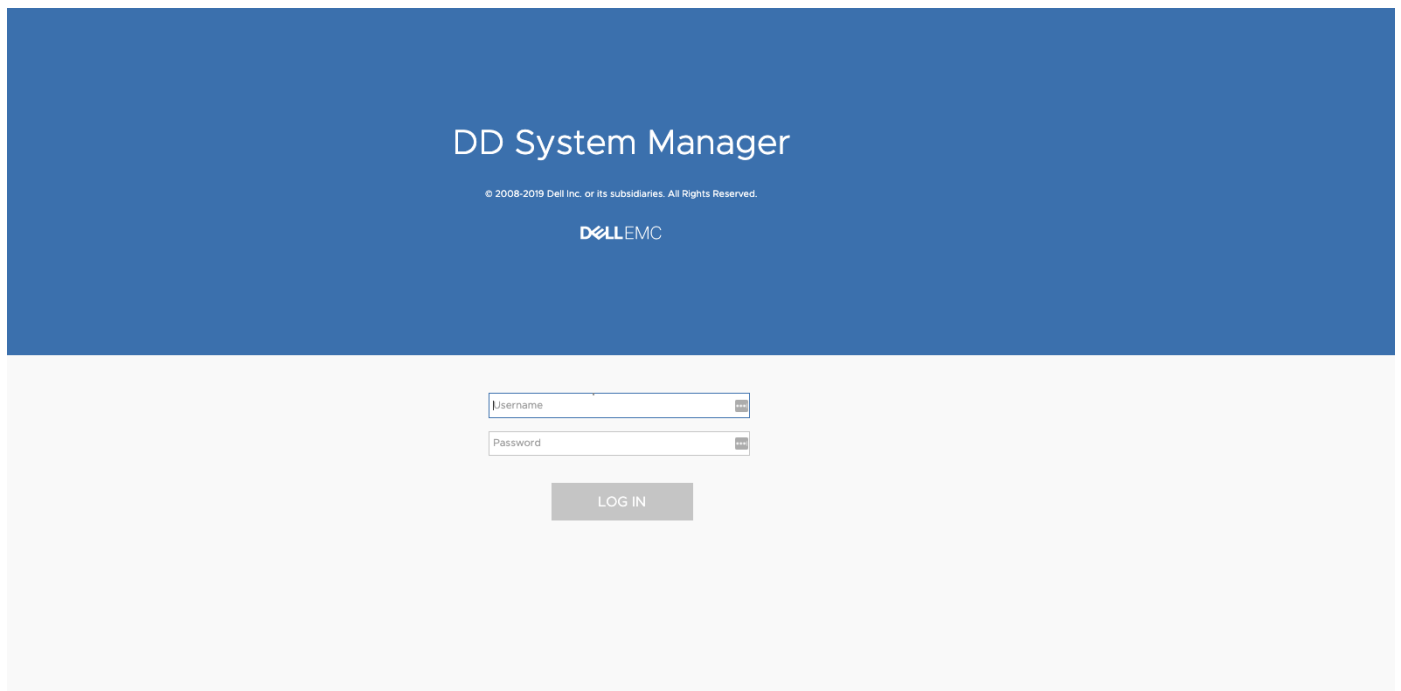 DD System Manager
© 2008-2019 Dell Inc. or its subsidiaries. All Rights Reserved.
DELLEMC
Username
Password
LOG IN